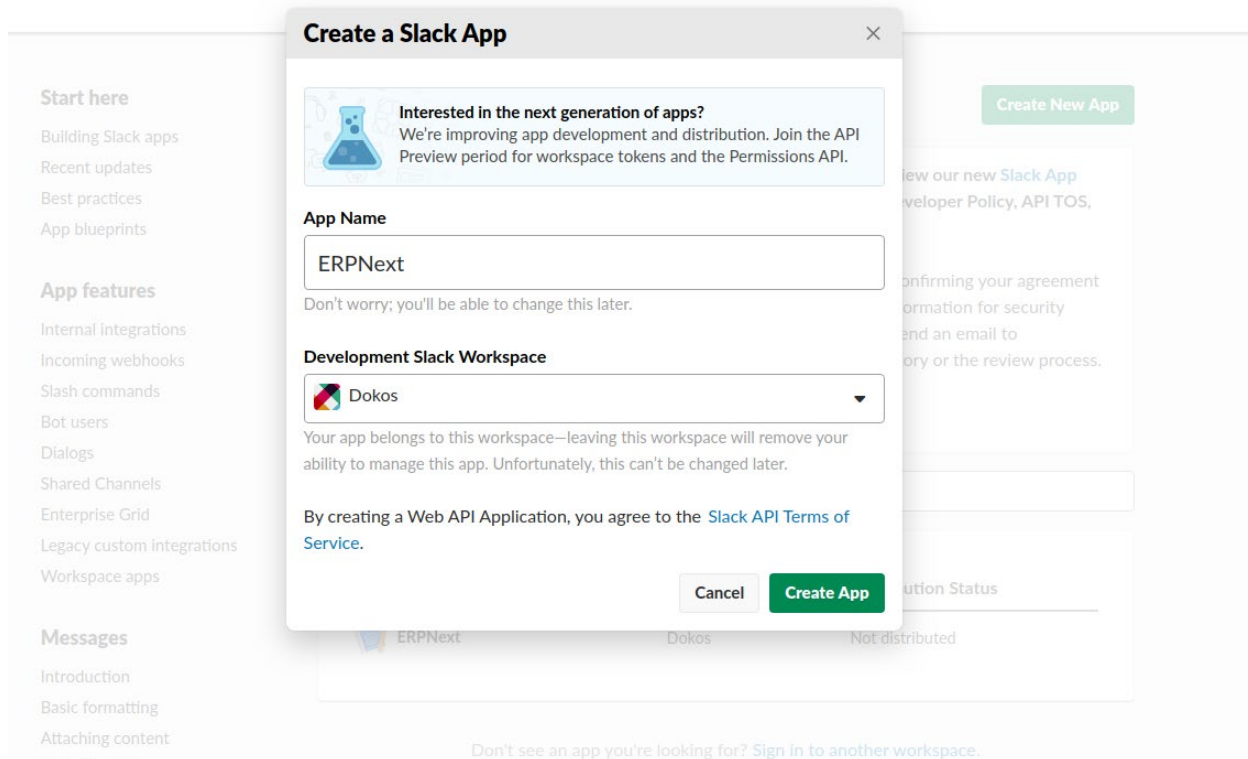 Create a Slack App
Interested in the next generation of apps?
We're improving app development and distribution. Join the API
Preview period for workspace tokens and the Permissions API.
App Name
ERPNext
Don't worry; you'll be able to change this later.
Development Slack Workspace
Dokos
Your app belongs to this workspace—leaving this workspace will remove your
ability to manage this app. Unfortunately, this can't be changed later.
By creating a Web API Application, you agree to the Slack API Terms of
Service.
Cancel
Create App
Start here
Building Slack apps
Recent updates
Best practices
App blueprints
App features
Internal integrations
Incoming webhooks
Slash commands
Bot users
Dialogs
Shared Channels
Enterprise Grid
Legacy custom integrations
Workspace apps
Messages
Introduction
Basic formatting
Attaching content
Create New App
our new Slack App
Developer Policy, API TOS,
confirming your agreement
for security
an email to
or the review process.
Status
ERPNext
Dokos
Not distributed
Don't see an app you're looking for? Sign in to another workspace.